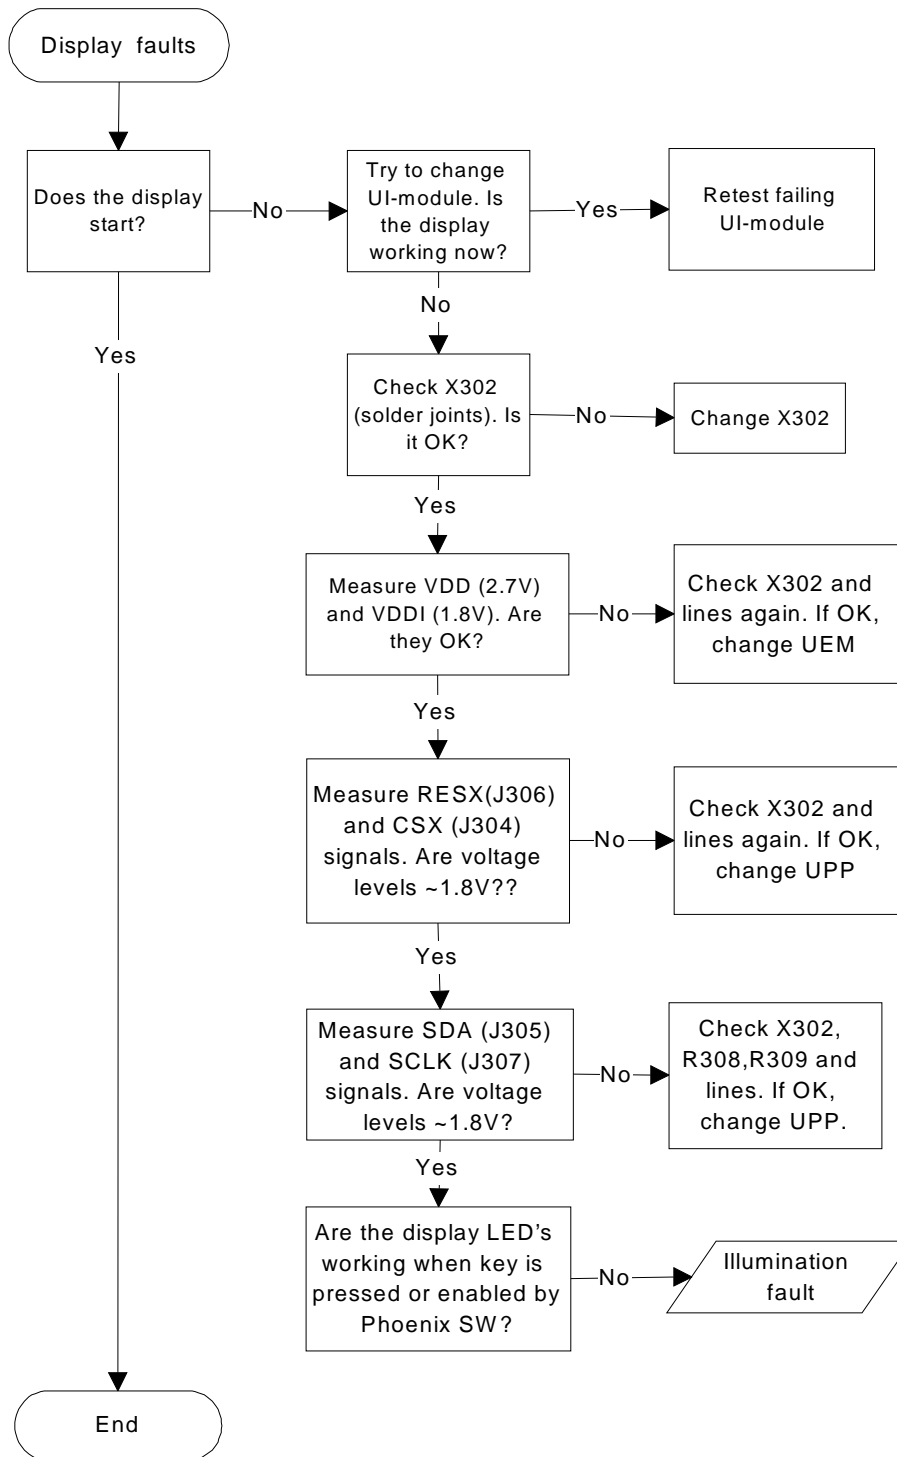 Display faults
Does the display
start?
No
Try to change
UI-module. Is
the display
working now?
Yes
Retest failing
UI-module
No
Yes
Check X302
(solder joints). Is
it OK?
No
Change X302
Yes
Measure VDD (2.7V)
and VDDI (1.8V). Are
they OK?
No
Check X302 and
lines again. If OK,
change UEM
Yes
Measure RESX(J306)
and CSX (J304)
signals. Are voltage
levels ~1.8V??
No
Check X302 and
lines again. If OK,
change UPP
Yes
Measure SDA (J305)
and SCLK (J307)
signals. Are voltage
levels ~1.8V?
No
Check X302,
R308,R309 and
lines. If OK,
change UPP.
Yes
Are the display LED's
working when key is
pressed or enabled by
Phoenix SW?
No
Illumination
fault
End